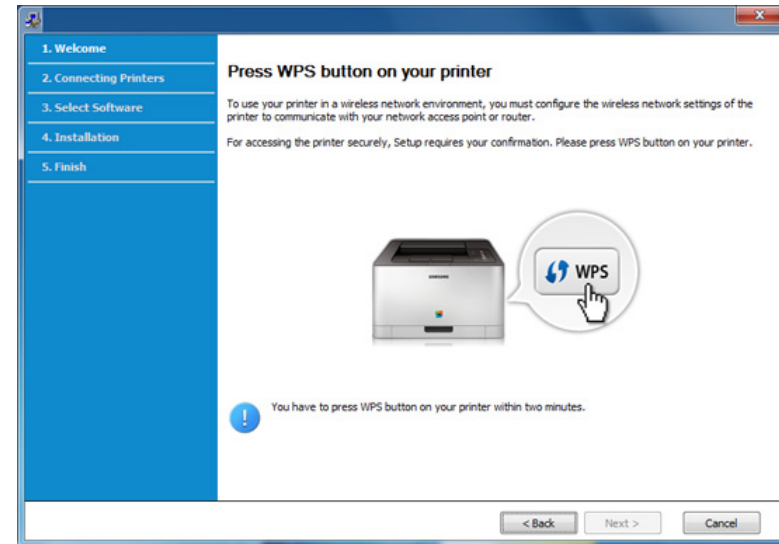 1. Welcome
2. Connecting Printers
3. Select Software
4. Installation
5. Finish
Press WPS button on your printer
To use your printer in a wireless network environment, you must configure the wireless network settings of the
printer to communicate with your network access point or router.
For accessing the printer securely, Setup requires your confirmation. Please press WPS button on your printer.
SAMSUNG
WPS
You have to press WPS button on your printer within two minutes.
< Back
Next >
Cancel